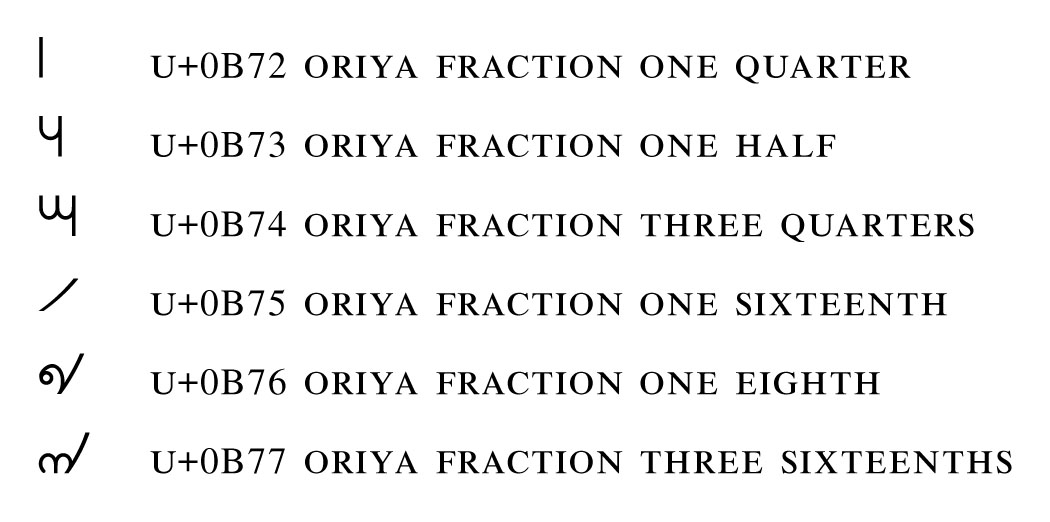 ୲ U+0B72 ORIYA FRACTION ONE QUARTER
୳ U+0B73 ORIYA FRACTION ONE HALF
୴ U+0B74 ORIYA FRACTION THREE QUARTERS
୵ U+0B75 ORIYA FRACTION ONE SIXTEENTH
୶ U+0B76 ORIYA FRACTION ONE EIGHTH
୷ U+0B77 ORIYA FRACTION THREE SIXTEENTHS